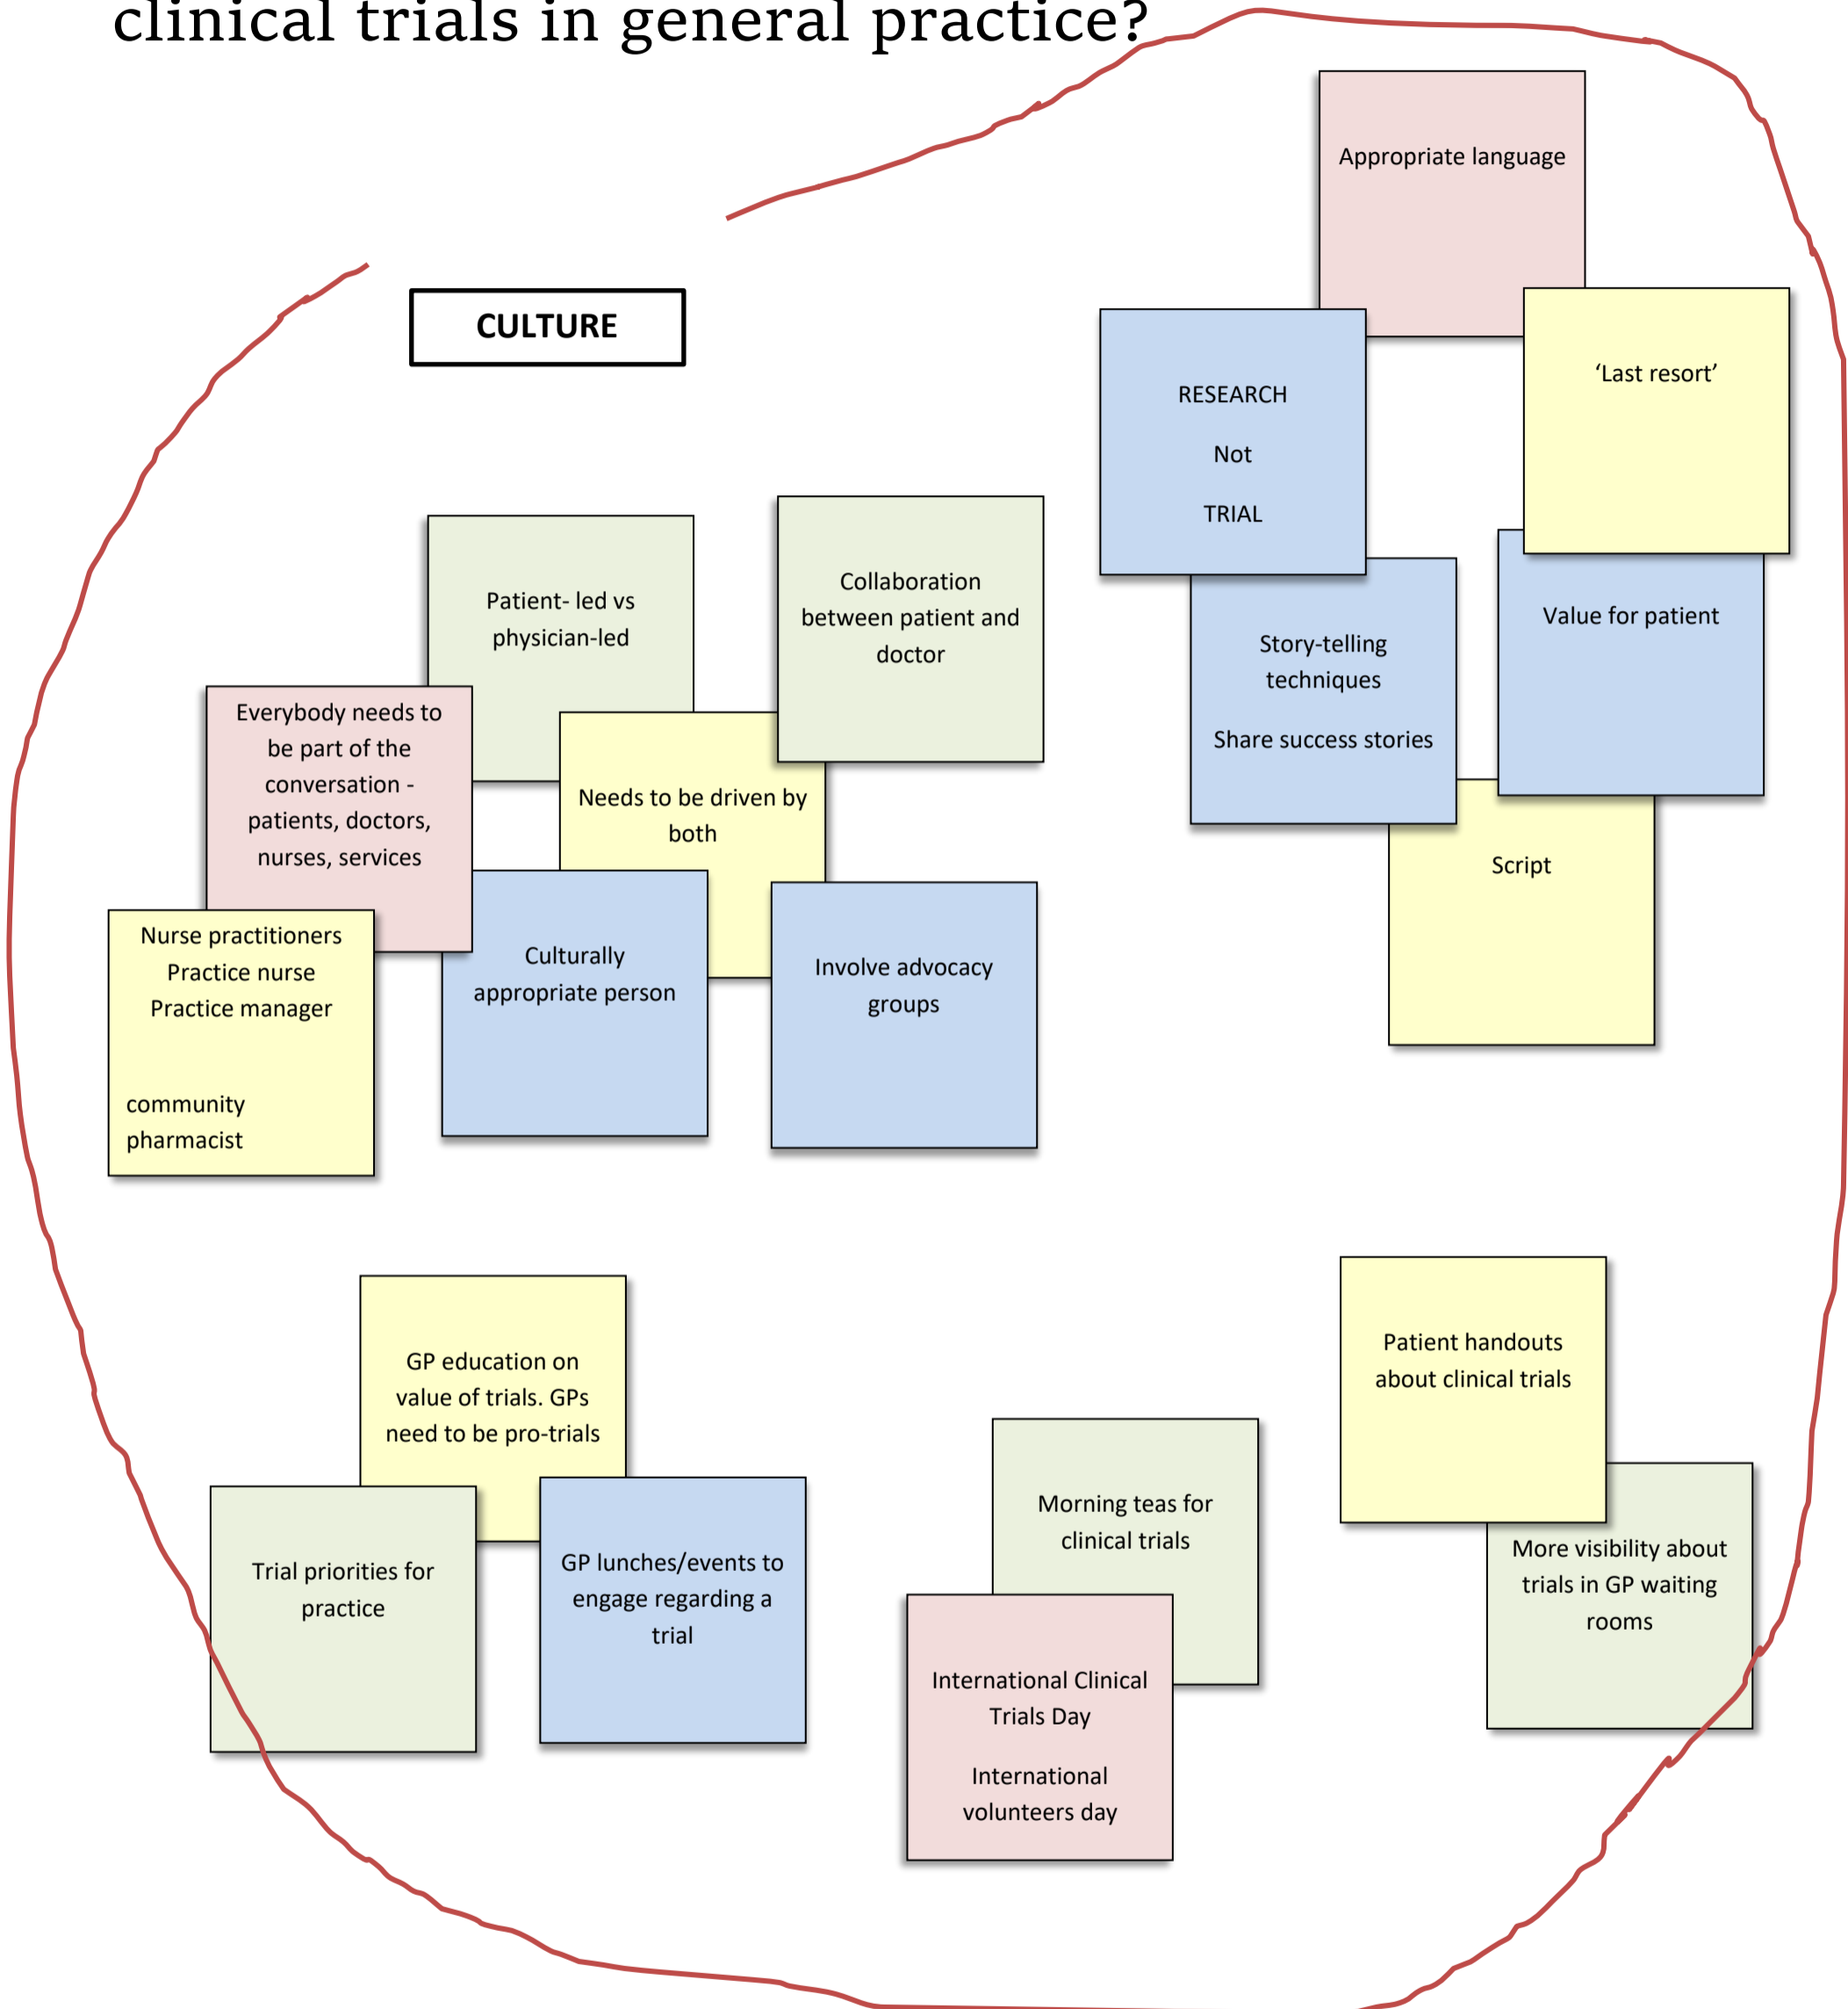 clinical trials in general practice?
CULTURE
Appropriate language
‘Last resort’
RESEARCH
Not
TRIAL
Value for patient
Story-telling
techniques
Share success stories
Script
Patient- led vs
physician-led
Collaboration
between patient and
doctor
Everybody needs to
be part of the
conversation -
patients, doctors,
nurses, services
Needs to be driven by
both
Nurse practitioners
Practice nurse
Practice manager
community
pharmacist
Culturally
appropriate person
Involve advocacy
groups
GP education on
value of trials. GPs
need to be pro-trials
Trial priorities for
practice
GP lunches/events to
engage regarding a
trial
Morning teas for
clinical trials
International Clinical
Trials Day
International
volunteers day
Patient handouts
about clinical trials
More visibility about
trials in GP waiting
rooms